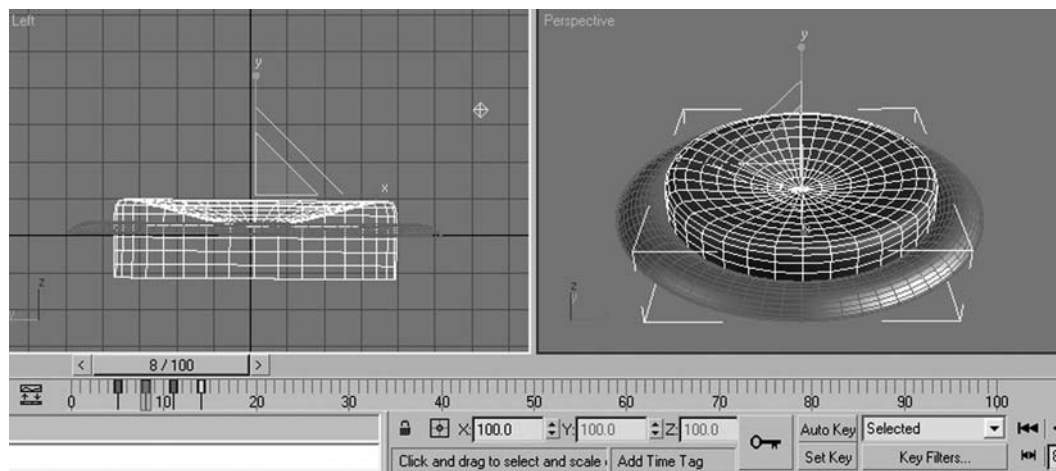 Left
Perspective
y
y
x
z
z
< 8 / 100 >
0 10 20 30 40 50 60 70 80 90 100
X: 100.0 Y: 100.0 Z: 100.0 Auto Key Selected
Click and drag to select and scale Add Time Tag Set Key Key Filters...